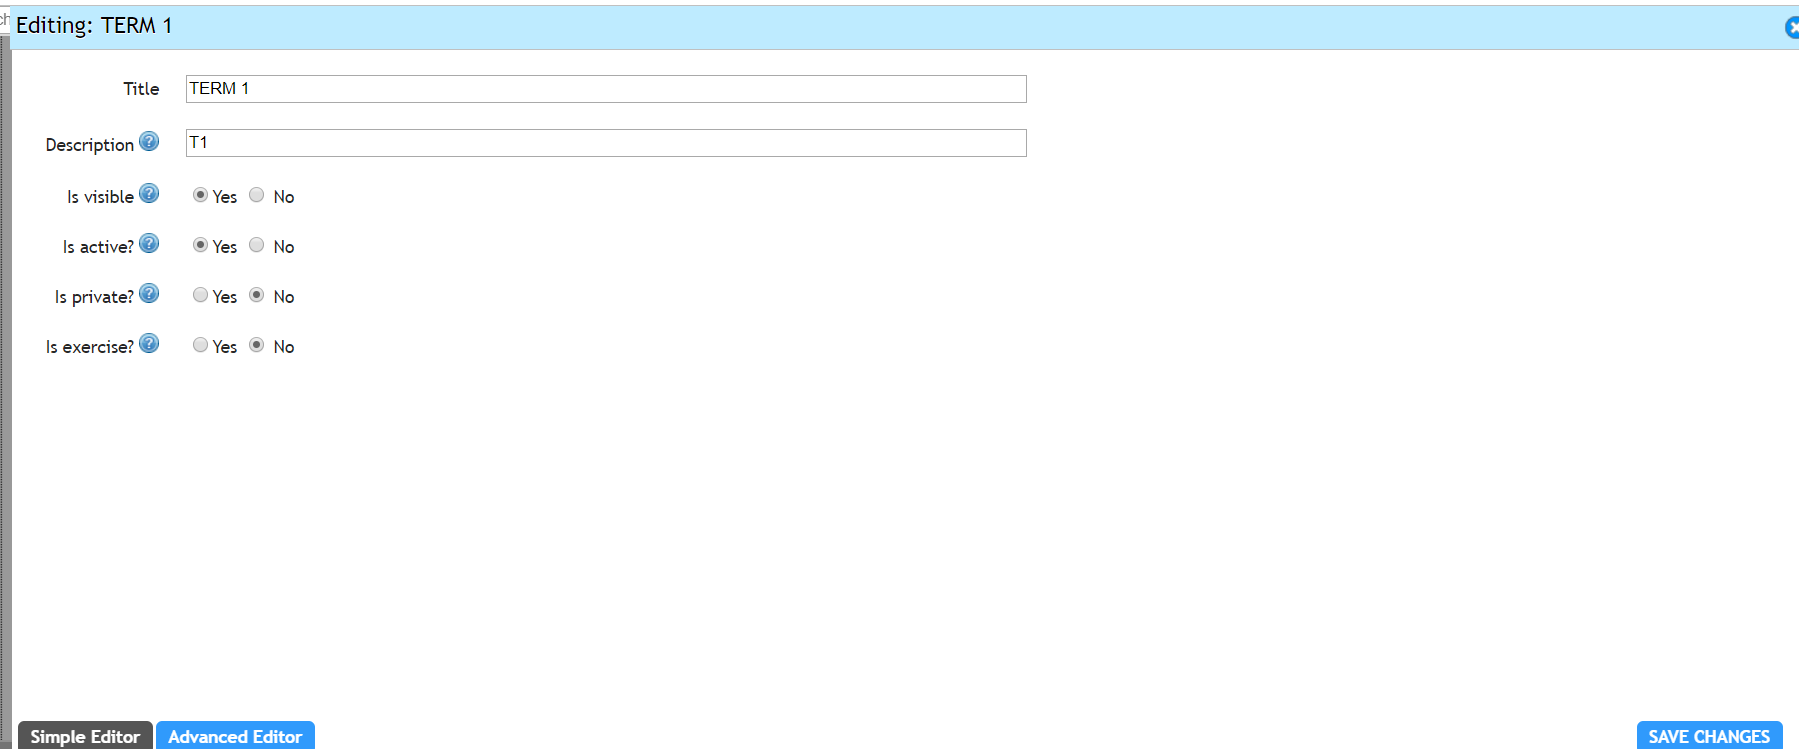 Editing: TERM 1
Title TERM 1
Description ? T1
Is visible ? Yes No
Is active? ? Yes No
Is private? ? Yes No
Is exercise? ? Yes No
Simple Editor Advanced Editor SAVE CHANGES